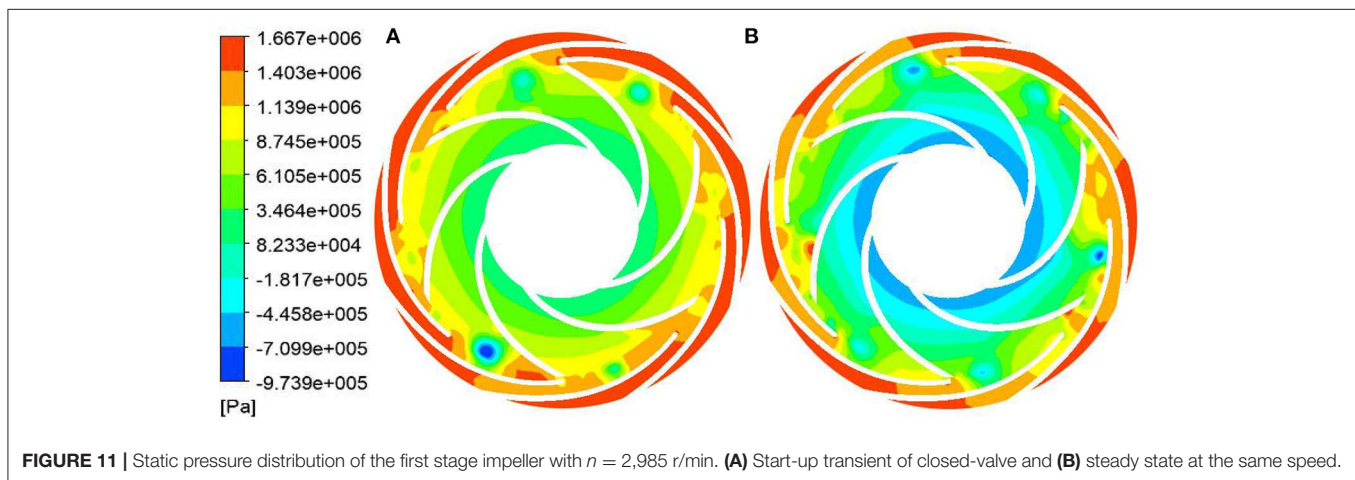 A
B
1.667e+006
1.403e+006
1.139e+006
8.745e+005
6.105e+005
3.464e+005
8.233e+004
-1.817e+005
-4.458e+005
-7.099e+005
-9.739e+005
[Pa]
FIGURE 11 | Static pressure distribution of the first stage impeller with n = 2,985 r/min. (A) Start-up transient of closed-valve and (B) steady state at the same speed.